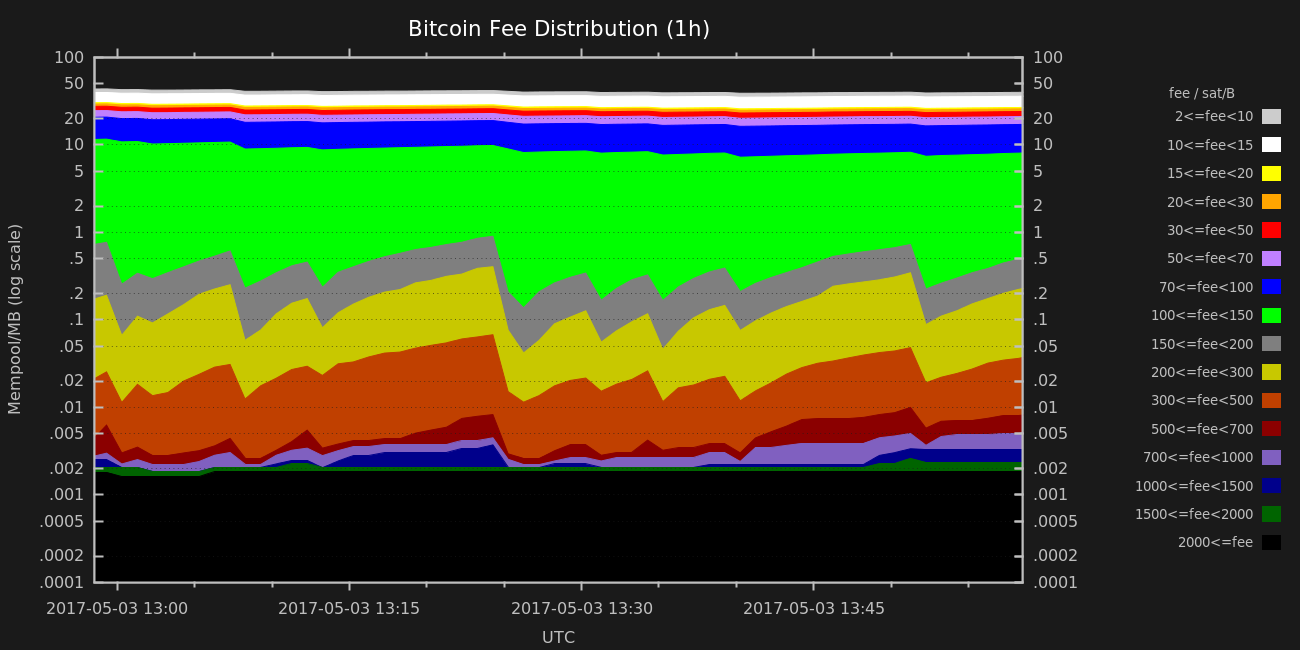 Bitcoin Fee Distribution (1h)
Mempool/MB (log scale)
100 100
50 50
20 20
10 10
5 5
2 2
1 1
.5 .5
.2 .2
.1 .1
.05 .05
.02 .02
.01 .01
.005 .005
.002 .002
.001 .001
.0005 .0005
.0002 .0002
.0001 .0001
2017-05-03 13:00 2017-05-03 13:15 2017-05-03 13:30 2017-05-03 13:45
UTC
fee / sat/B
2<=fee<10
10<=fee<15
15<=fee<20
20<=fee<30
30<=fee<50
50<=fee<70
70<=fee<100
100<=fee<150
150<=fee<200
200<=fee<300
300<=fee<500
500<=fee<700
700<=fee<1000
1000<=fee<1500
1500<=fee<2000
2000<=fee